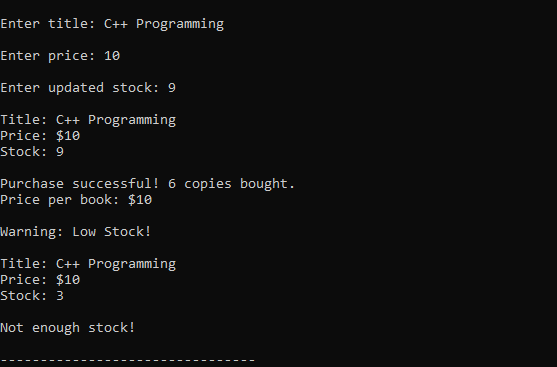 Enter title: C++ Programming
Enter price: 10
Enter updated stock: 9
Title: C++ Programming
Price: $10
Stock: 9
Purchase successful! 6 copies bought.
Price per book: $10
Warning: Low Stock!
Title: C++ Programming
Price: $10
Stock: 3
Not enough stock!
--------------------------------